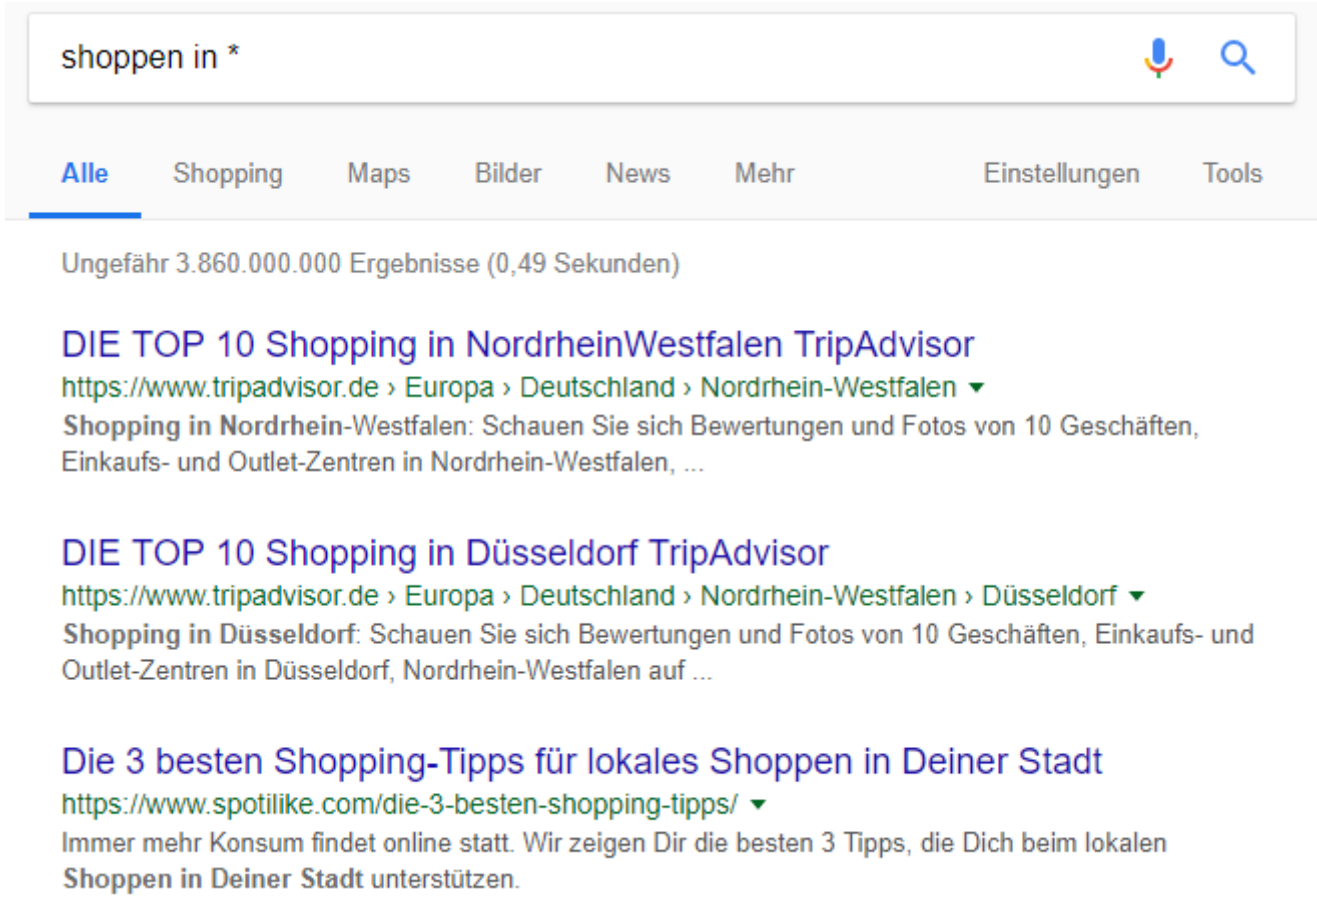 shoppen in *
Alle Shopping Maps Bilder News Mehr Einstellungen Tools
Ungefähr 3.860.000.000 Ergebnisse (0,49 Sekunden)
DIE TOP 10 Shopping in NordrheinWestfalen TripAdvisor
https://www.tripadvisor.de › Europa › Deutschland › Nordrhein-Westfalen
Shopping in Nordrhein-Westfalen: Schauen Sie sich Bewertungen und Fotos von 10 Geschäften,
Einkaufs- und Outlet-Zentren in Nordrhein-Westfalen, ...
DIE TOP 10 Shopping in Düsseldorf TripAdvisor
https://www.tripadvisor.de › Europa › Deutschland › Nordrhein-Westfalen › Düsseldorf
Shopping in Düsseldorf: Schauen Sie sich Bewertungen und Fotos von 10 Geschäften, Einkaufs- und
Outlet-Zentren in Düsseldorf, Nordrhein-Westfalen auf ...
Die 3 besten Shopping-Tipps für lokales Shoppen in Deiner Stadt
https://www.spotilike.com/die-3-besten-shopping-tipps/
Immer mehr Konsum findet online statt. Wir zeigen Dir die besten 3 Tipps, die Dich beim lokalen
Shoppen in Deiner Stadt unterstützen.